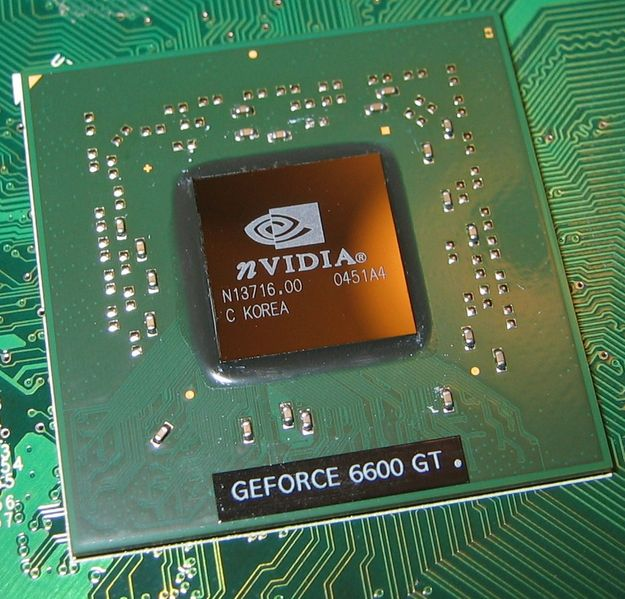 nVIDIA®
N13716.00 0451A4
C KOREA
GEFORCE 6600 GT